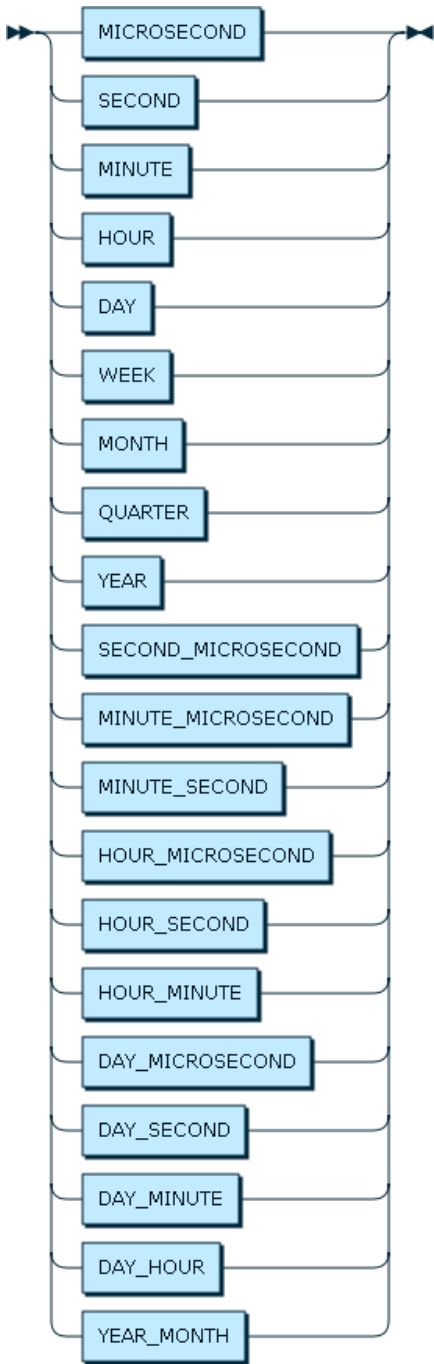 MICROSECOND
SECOND
MINUTE
HOUR
DAY
WEEK
MONTH
QUARTER
YEAR
SECOND_MICROSECOND
MINUTE_MICROSECOND
MINUTE_SECOND
HOUR_MICROSECOND
HOUR_SECOND
HOUR_MINUTE
DAY_MICROSECOND
DAY_SECOND
DAY_MINUTE
DAY_HOUR
YEAR_MONTH